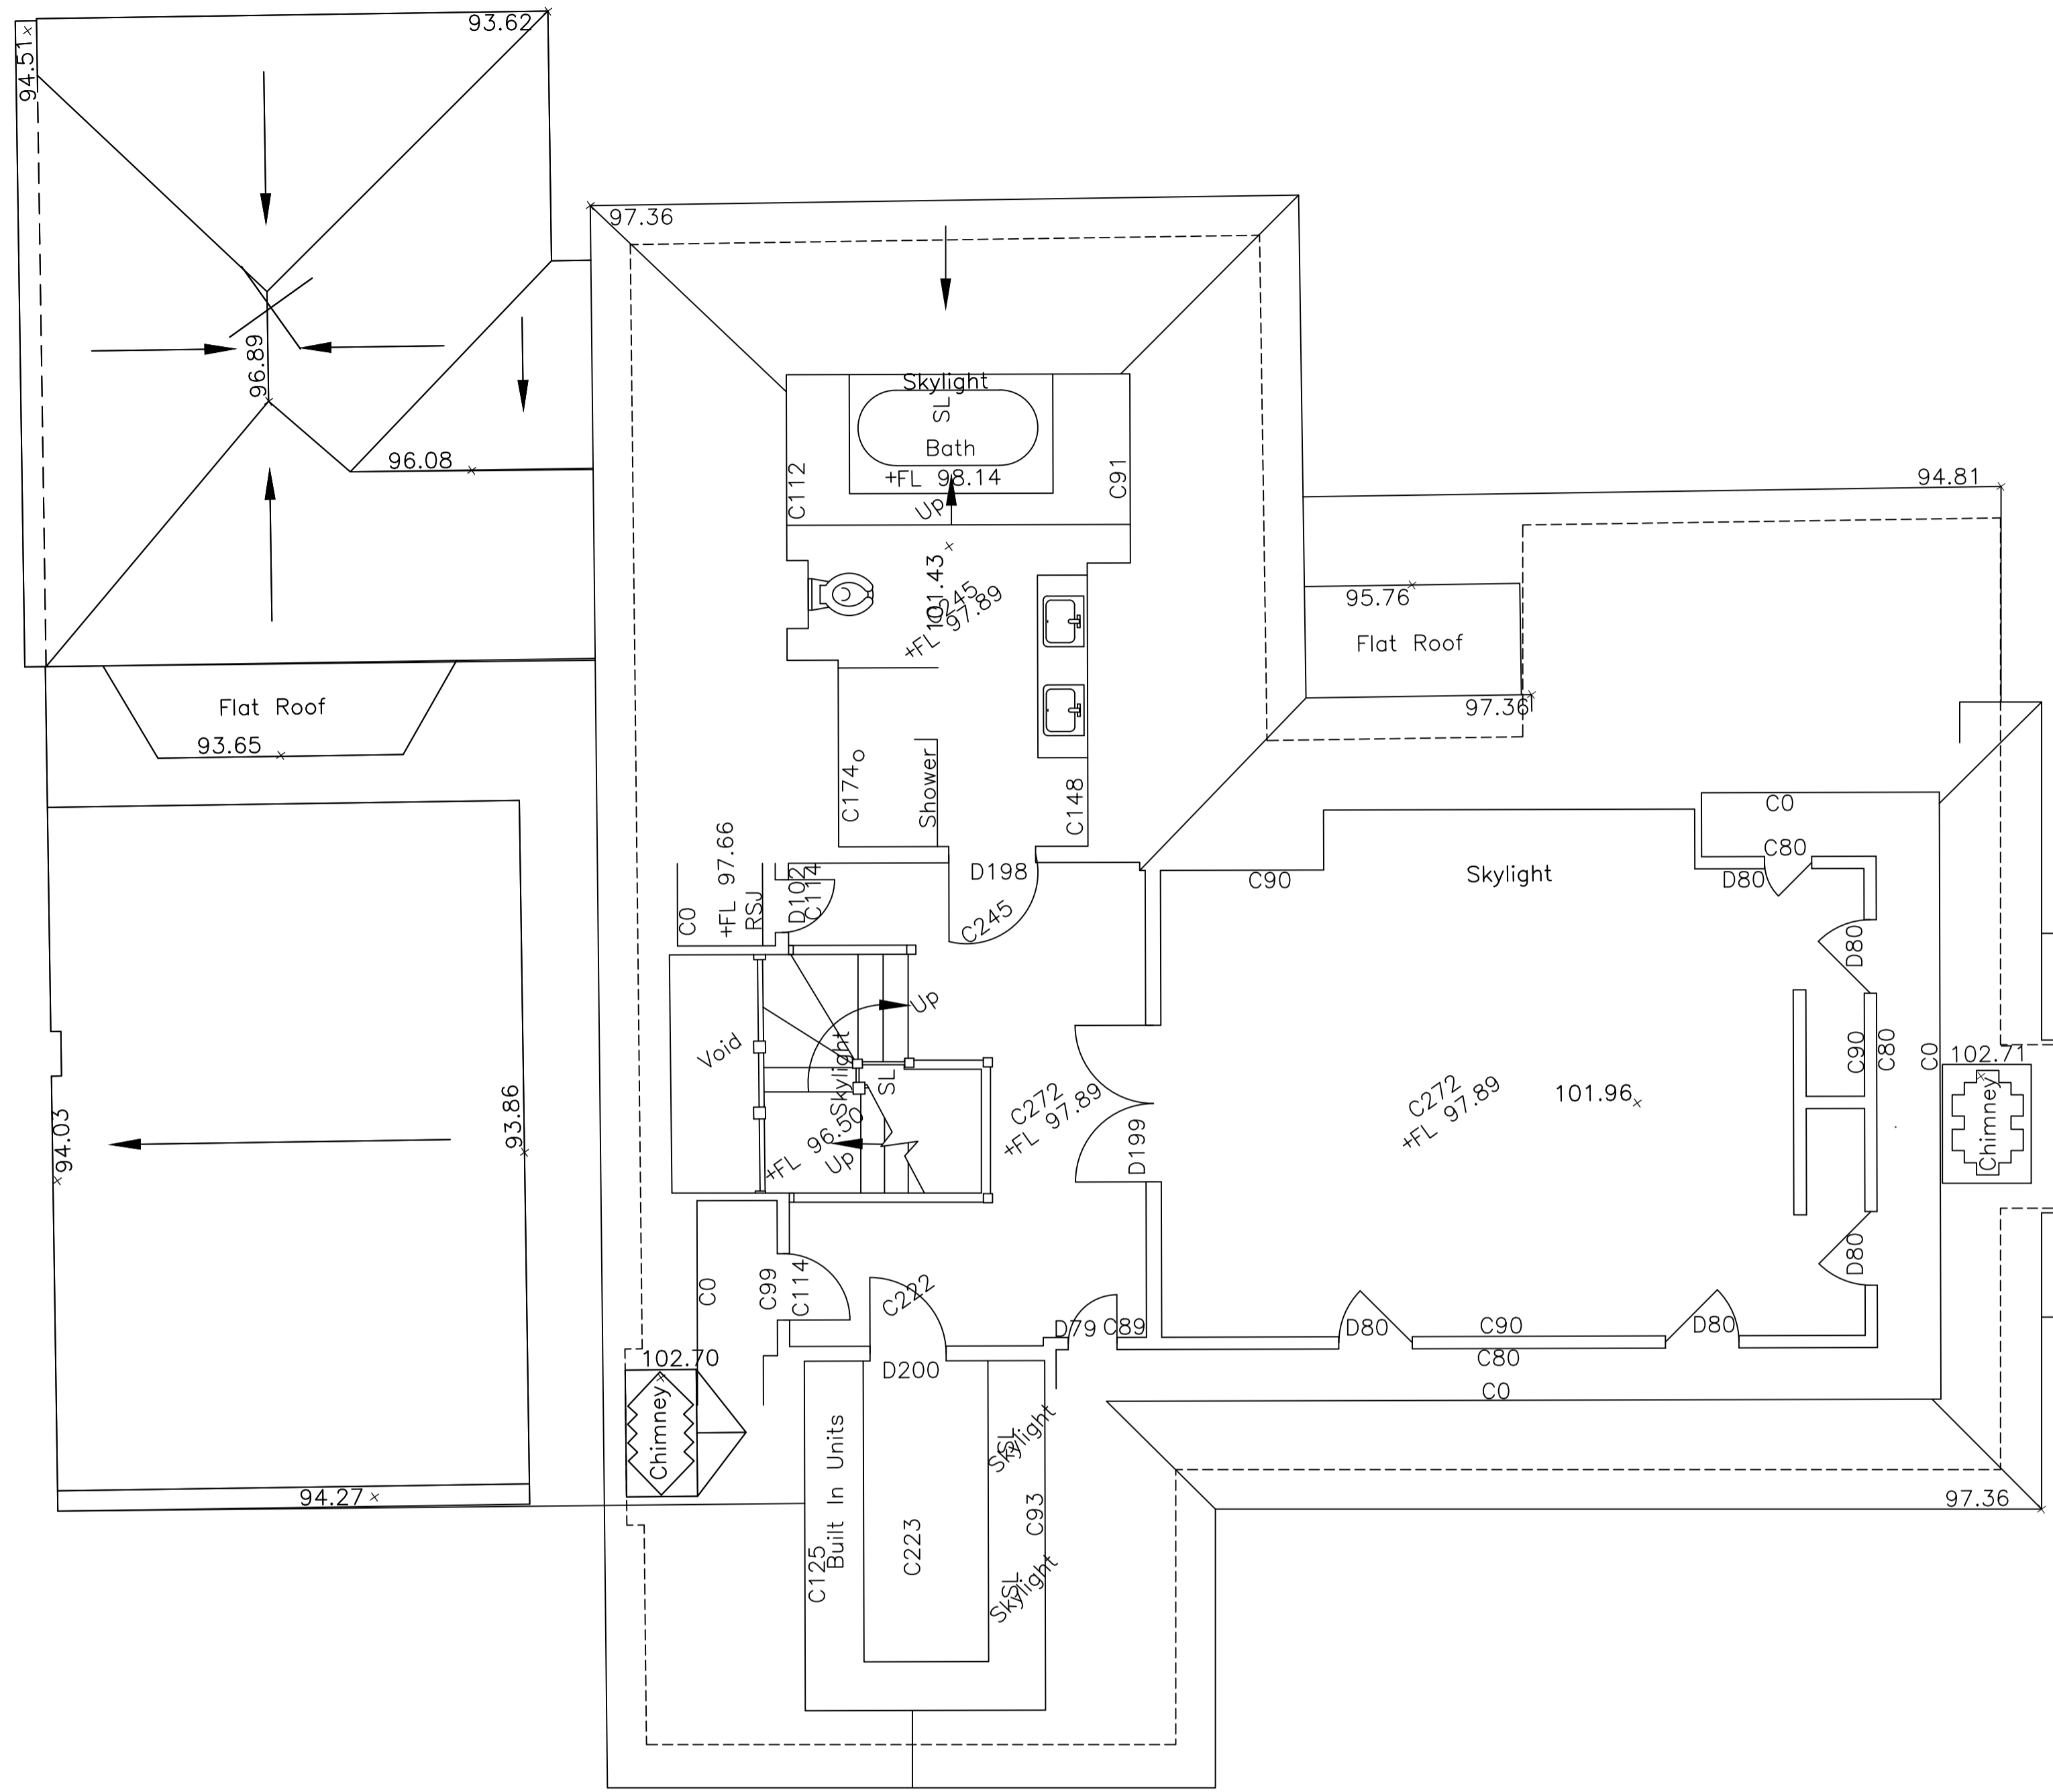 93.62
94.51
97.36
96.89
96.08
Skylight
SL
Bath
+FL 98.14
Up
C112
C91
94.81
101.43
C245
+FL 97.89
95.76
Flat Roof
97.36
Flat Roof
93.65
C174
Shower
C148
C0
+FL 97.66
RSJ
D102
C114
D198
C245
C90
Skylight
C0
C80
D80
D80
Void
Up
Skylight
SL
+FL 96.50
Up
C272
+FL 97.89
D199
C272
+FL 97.89
101.96
C90
C80
C0
102.71
Chimney
94.03
93.86
C0
C99
C114
C222
D79
C89
D80
C90
D80
D80
C80
C0
102.70
Chimney
D200
94.27
Built In Units
C125
C223
SL
Skylight
C93
SL
Skylight
97.36